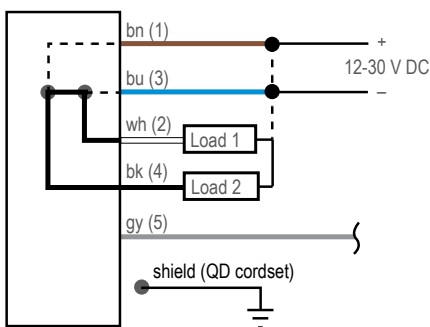 bn (1)
+
12-30 V DC
bu (3)
–
wh (2)
Load 1
bk (4)
Load 2
gy (5)
shield (QD cordset)